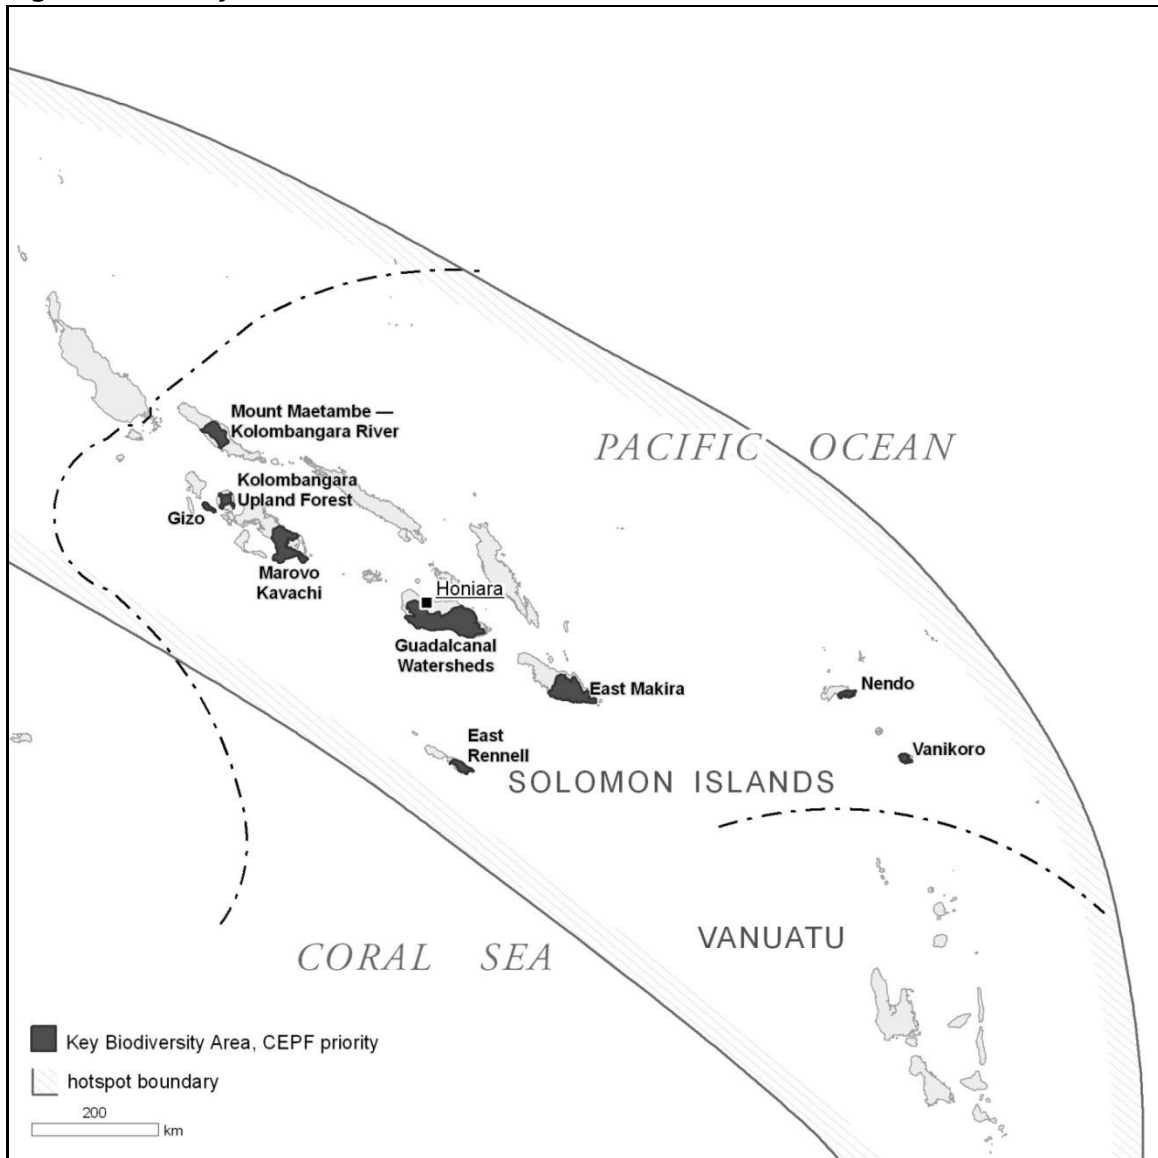 Mount Maetambe —
Kolombangara River
PACIFIC OCEAN
Kolombangara
Upland Forest
Gizo
Marovo
Kavachi
Honiara
Guadalcanal
Watersheds
East Makira
Nendo
East
Rennell
Vanikoro
SOLOMON ISLANDS
VANUATU
CORAL SEA
Key Biodiversity Area, CEPF priority
hotspot boundary
200
km